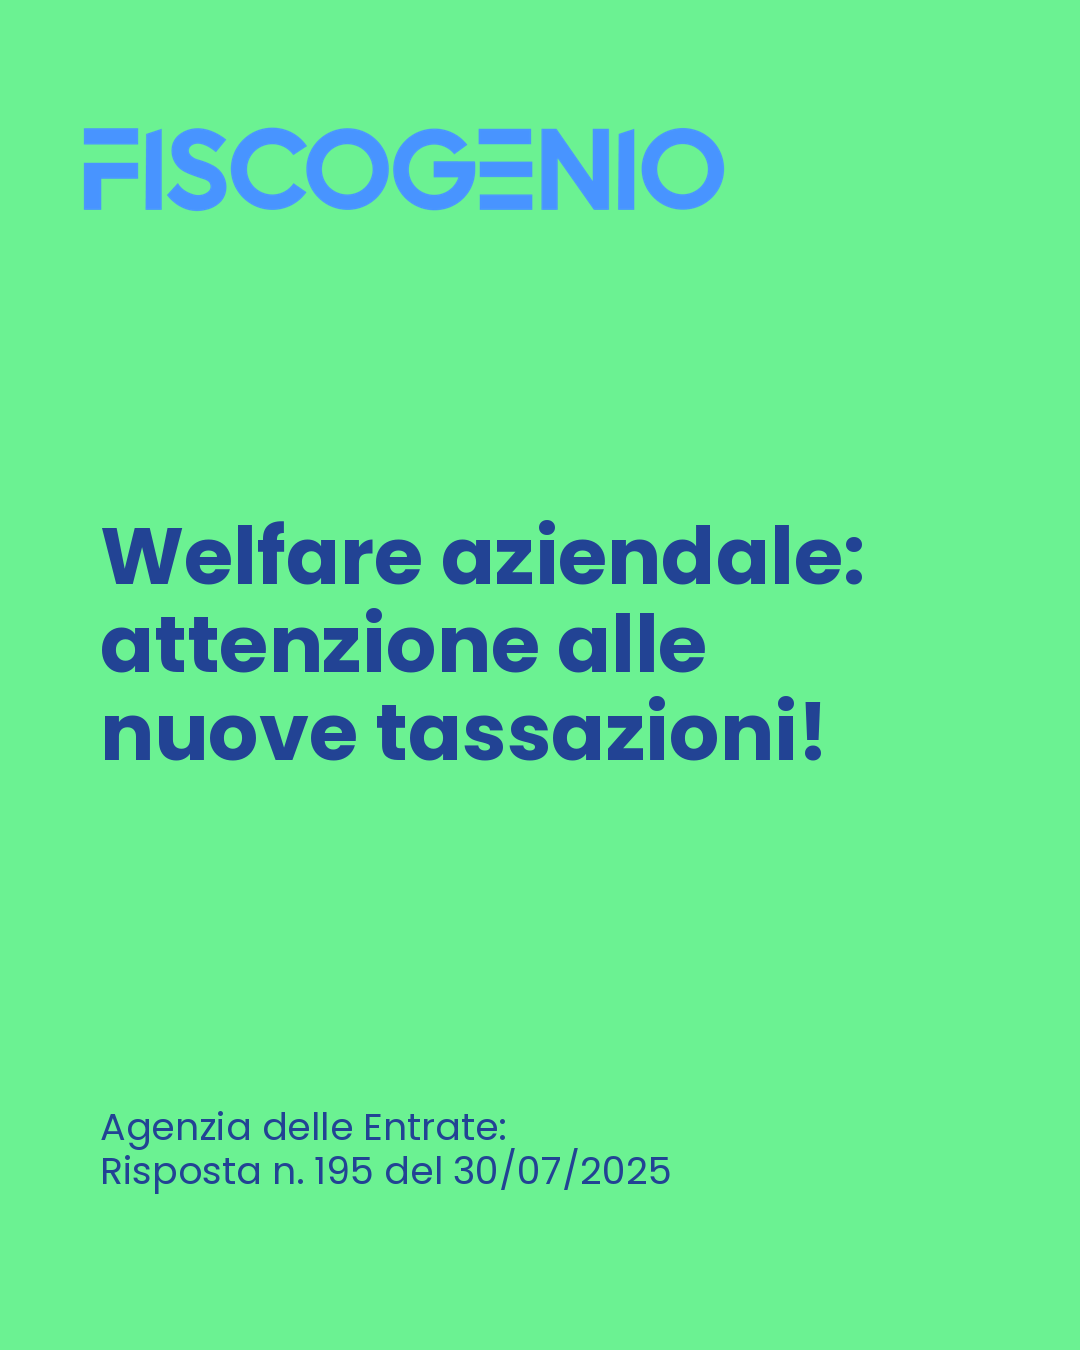 FISCOGENIO
Welfare aziendale:
attenzione alle
nuove tassazioni!
Agenzia delle Entrate:
Risposta n. 195 del 30/07/2025